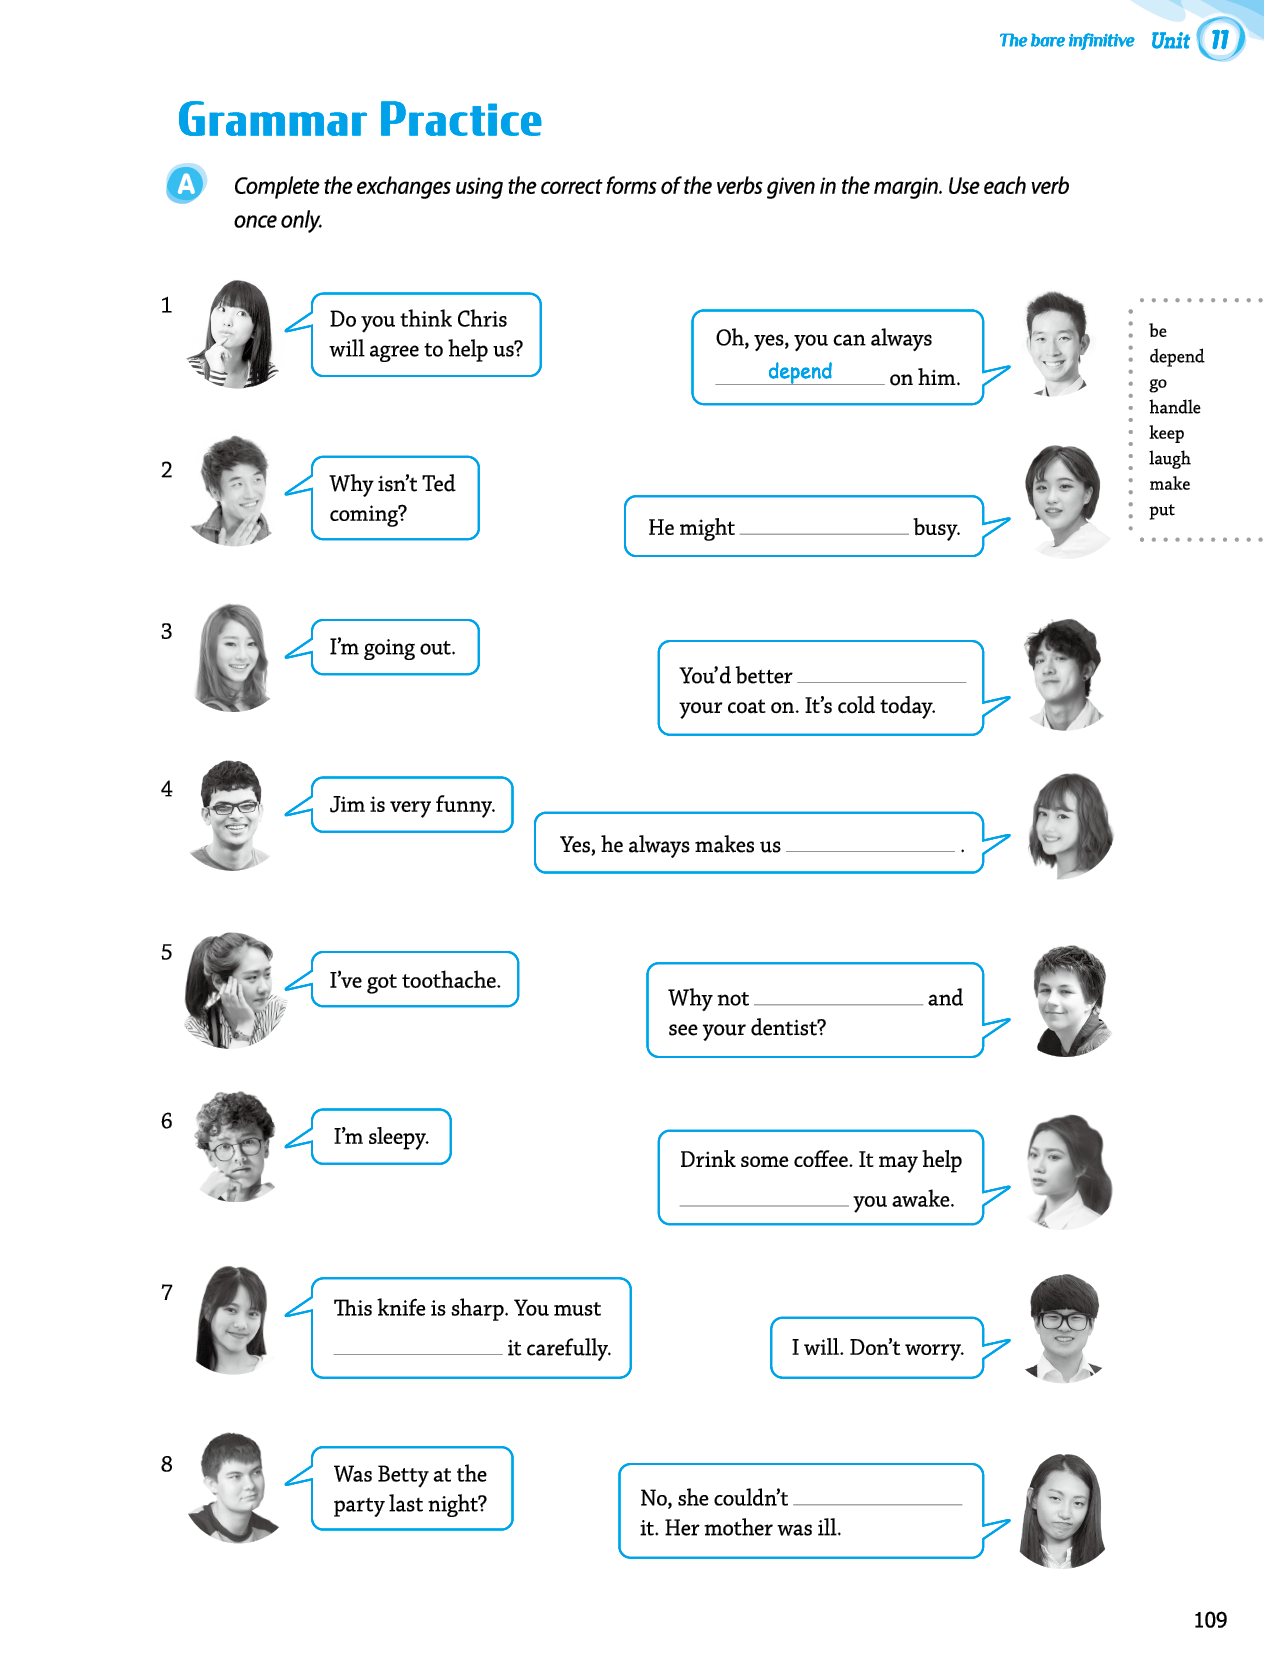 The bare infinitive Unit 11
Grammar Practice
A
Complete the exchanges using the correct forms of the verbs given in the margin. Use each verb
once only.
1
Do you think Chris
will agree to help us?
Oh, yes, you can always
depend on him.
be
depend
go
handle
keep
laugh
make
put
2
Why isn't Ted
coming?
He might ________ busy.
3
I'm going out.
You'd better ________
your coat on. It's cold today.
4
Jim is very funny.
Yes, he always makes us ________ .
5
I've got toothache.
Why not ________ and
see your dentist?
6
I'm sleepy.
Drink some coffee. It may help
________ you awake.
7
This knife is sharp. You must
________ it carefully.
I will. Don't worry.
8
Was Betty at the
party last night?
No, she couldn't ________
it. Her mother was ill.
109